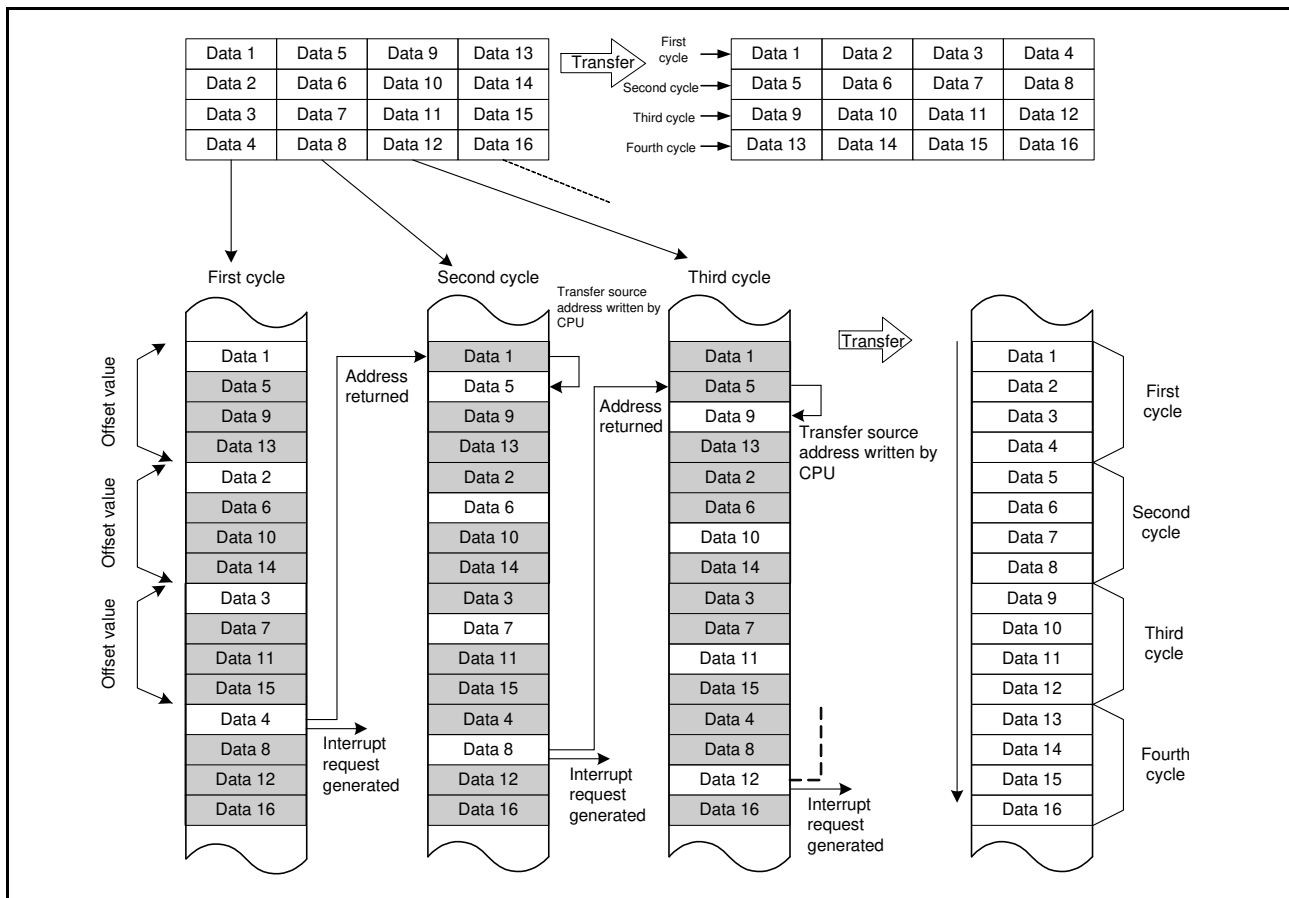 Data 1 Data 5 Data 9 Data 13
Data 2 Data 6 Data 10 Data 14
Data 3 Data 7 Data 11 Data 15
Data 4 Data 8 Data 12 Data 16
Transfer
First
cycle
Second cycle
Third cycle
Fourth cycle
Data 1 Data 2 Data 3 Data 4
Data 5 Data 6 Data 7 Data 8
Data 9 Data 10 Data 11 Data 12
Data 13 Data 14 Data 15 Data 16
First cycle
Offset value
Offset value
Offset value
Data 1
Data 5
Data 9
Data 13
Data 2
Data 6
Data 10
Data 14
Data 3
Data 7
Data 11
Data 15
Data 4
Data 8
Data 12
Data 16
Address
returned
Interrupt
request
generated
Second cycle
Transfer source
address written by
CPU
Data 1
Data 5
Data 9
Data 13
Data 2
Data 6
Data 10
Data 14
Data 3
Data 7
Data 11
Data 15
Data 4
Data 8
Data 12
Data 16
Address
returned
Interrupt
request
generated
Third cycle
Data 1
Data 5
Data 9
Data 13
Data 2
Data 6
Data 10
Data 14
Data 3
Data 7
Data 11
Data 15
Data 4
Data 8
Data 12
Data 16
Transfer
Transfer source
address written by
CPU
Interrupt
request
generated
Data 1
Data 2
Data 3
Data 4
Data 5
Data 6
Data 7
Data 8
Data 9
Data 10
Data 11
Data 12
Data 13
Data 14
Data 15
Data 16
First
cycle
Second
cycle
Third
cycle
Fourth
cycle